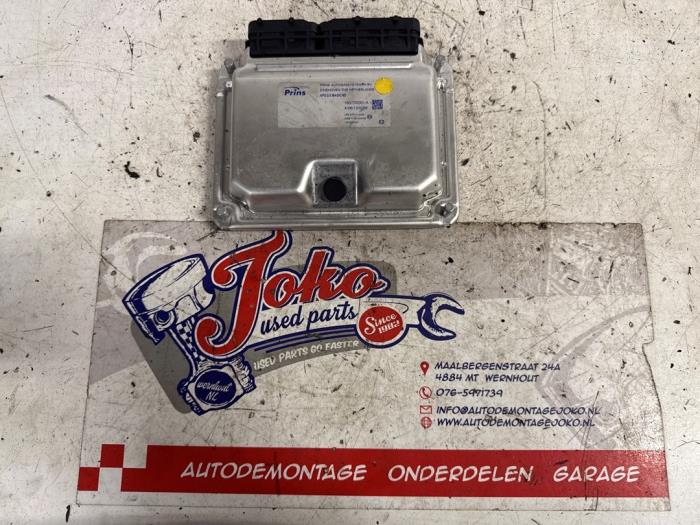 Prins
Joko
used parts
Since
1982
USED PARTS GO FASTER
wernhout
NL
MAALBERGENSTRAAT 24A
4884 MT WERNHOUT
076-5971739
INFO@AUTODEMONTAGEJOKO.NL
WWW.AUTODEMONTAGEJOKO.NL
AUTODEMONTAGE ONDERDELEN GARAGE